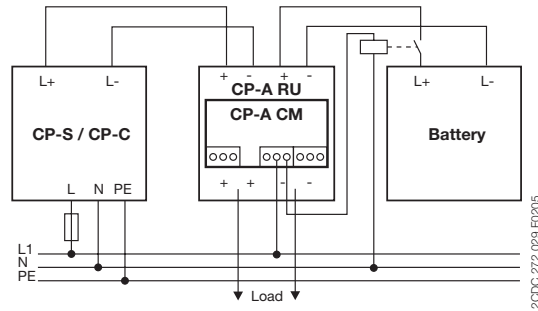 L+ L-
+ - + -
L+ L-
CP-A RU
CP-A CM
CP-S / CP-C
Battery
L N PE
+ + - -
L1
N
PE
Load
2CDC 272 029 F0205